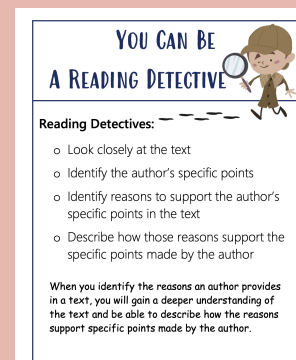 You Can Be
A Reading Detective
Reading Detectives:
o Look closely at the text
o Identify the author's specific points
o Identify reasons to support the author's
specific points in the text
o Describe how those reasons support the
specific points made by the author
When you identify the reasons an author provides
in a text, you will gain a deeper understanding of
the text and be able to describe how the reasons
support specific points made by the author.